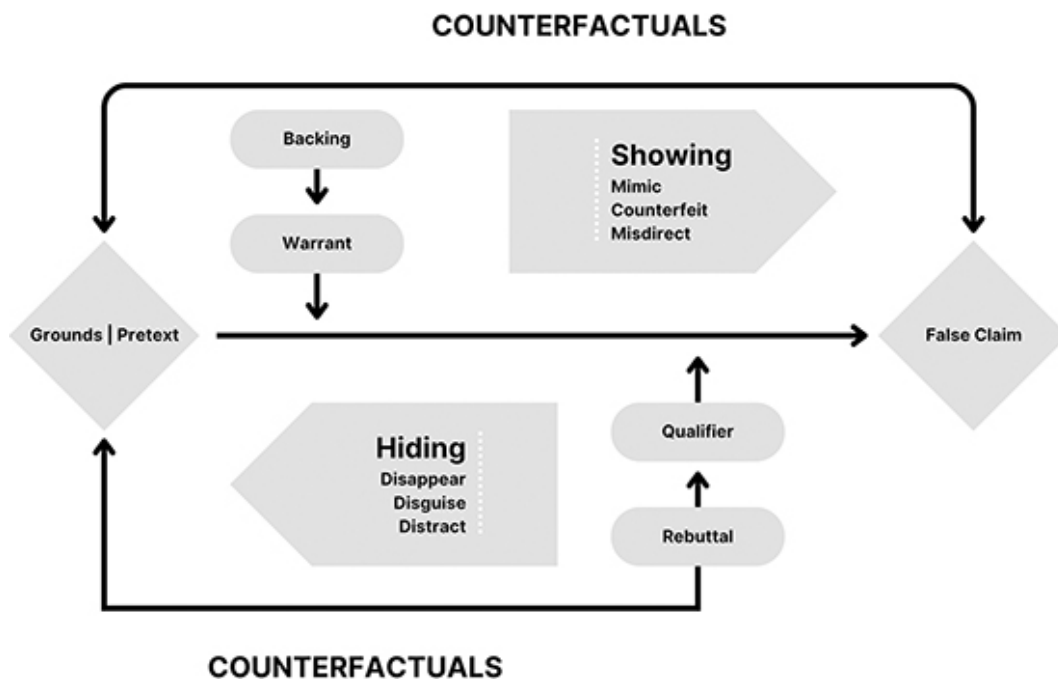 COUNTERFACTUALS
Backing
Warrant
Showing
Mimic
Counterfeit
Misdirect
Grounds | Pretext
False Claim
Hiding
Disappear
Disguise
Distract
Qualifier
Rebuttal
COUNTERFACTUALS